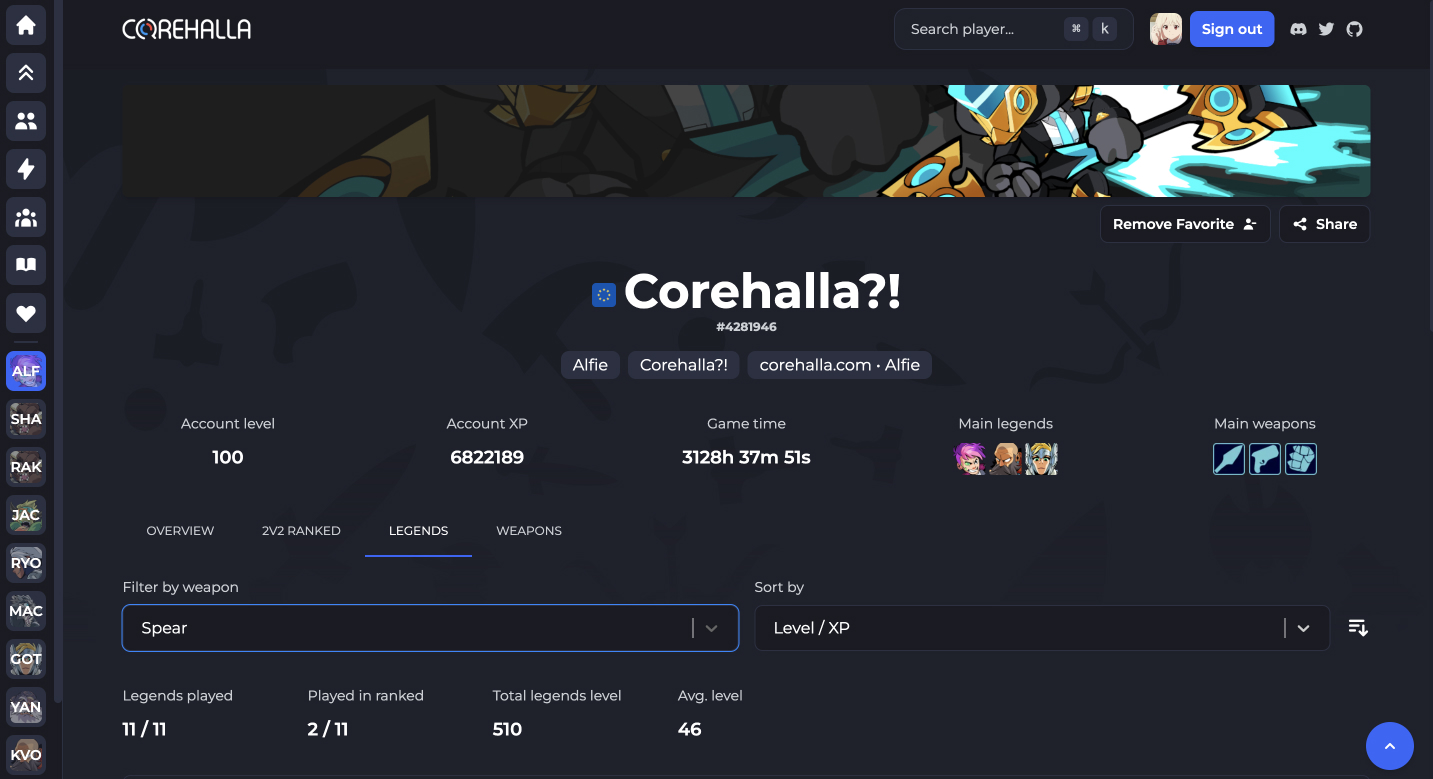 COREHALLA
Search player...
⌘ k
Sign out
Remove Favorite
Share
Corehalla?!
#4281946
Alfie
Corehalla?!
corehalla.com • Alfie
Account level
100
Account XP
6822189
Game time
3128h 37m 51s
Main legends
Main weapons
OVERVIEW
2V2 RANKED
LEGENDS
WEAPONS
Filter by weapon
Spear
Sort by
Level / XP
Legends played
11 / 11
Played in ranked
2 / 11
Total legends level
510
Avg. level
46
ALF
SHA
RAK
JAC
RYO
MAC
GOT
YAN
KVO